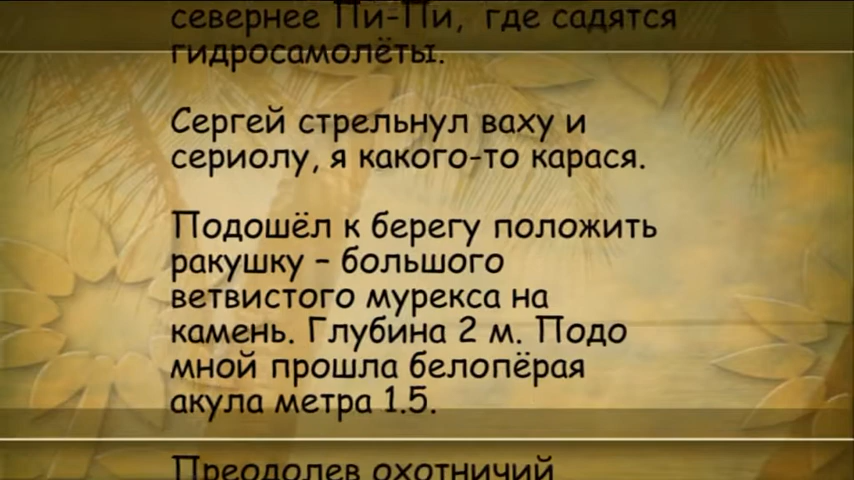 севернее Пи-Пи, где садятся
гидросамолёты.
Сергей стрельнул ваху и
сериолу, я какого-то карася.
Подошёл к берегу положить
ракушку – большого
ветвистого мурекса на
камень. Глубина 2 м. Подо
мной прошла белопёрая
акула метра 1.5.
Преодолев охотничий